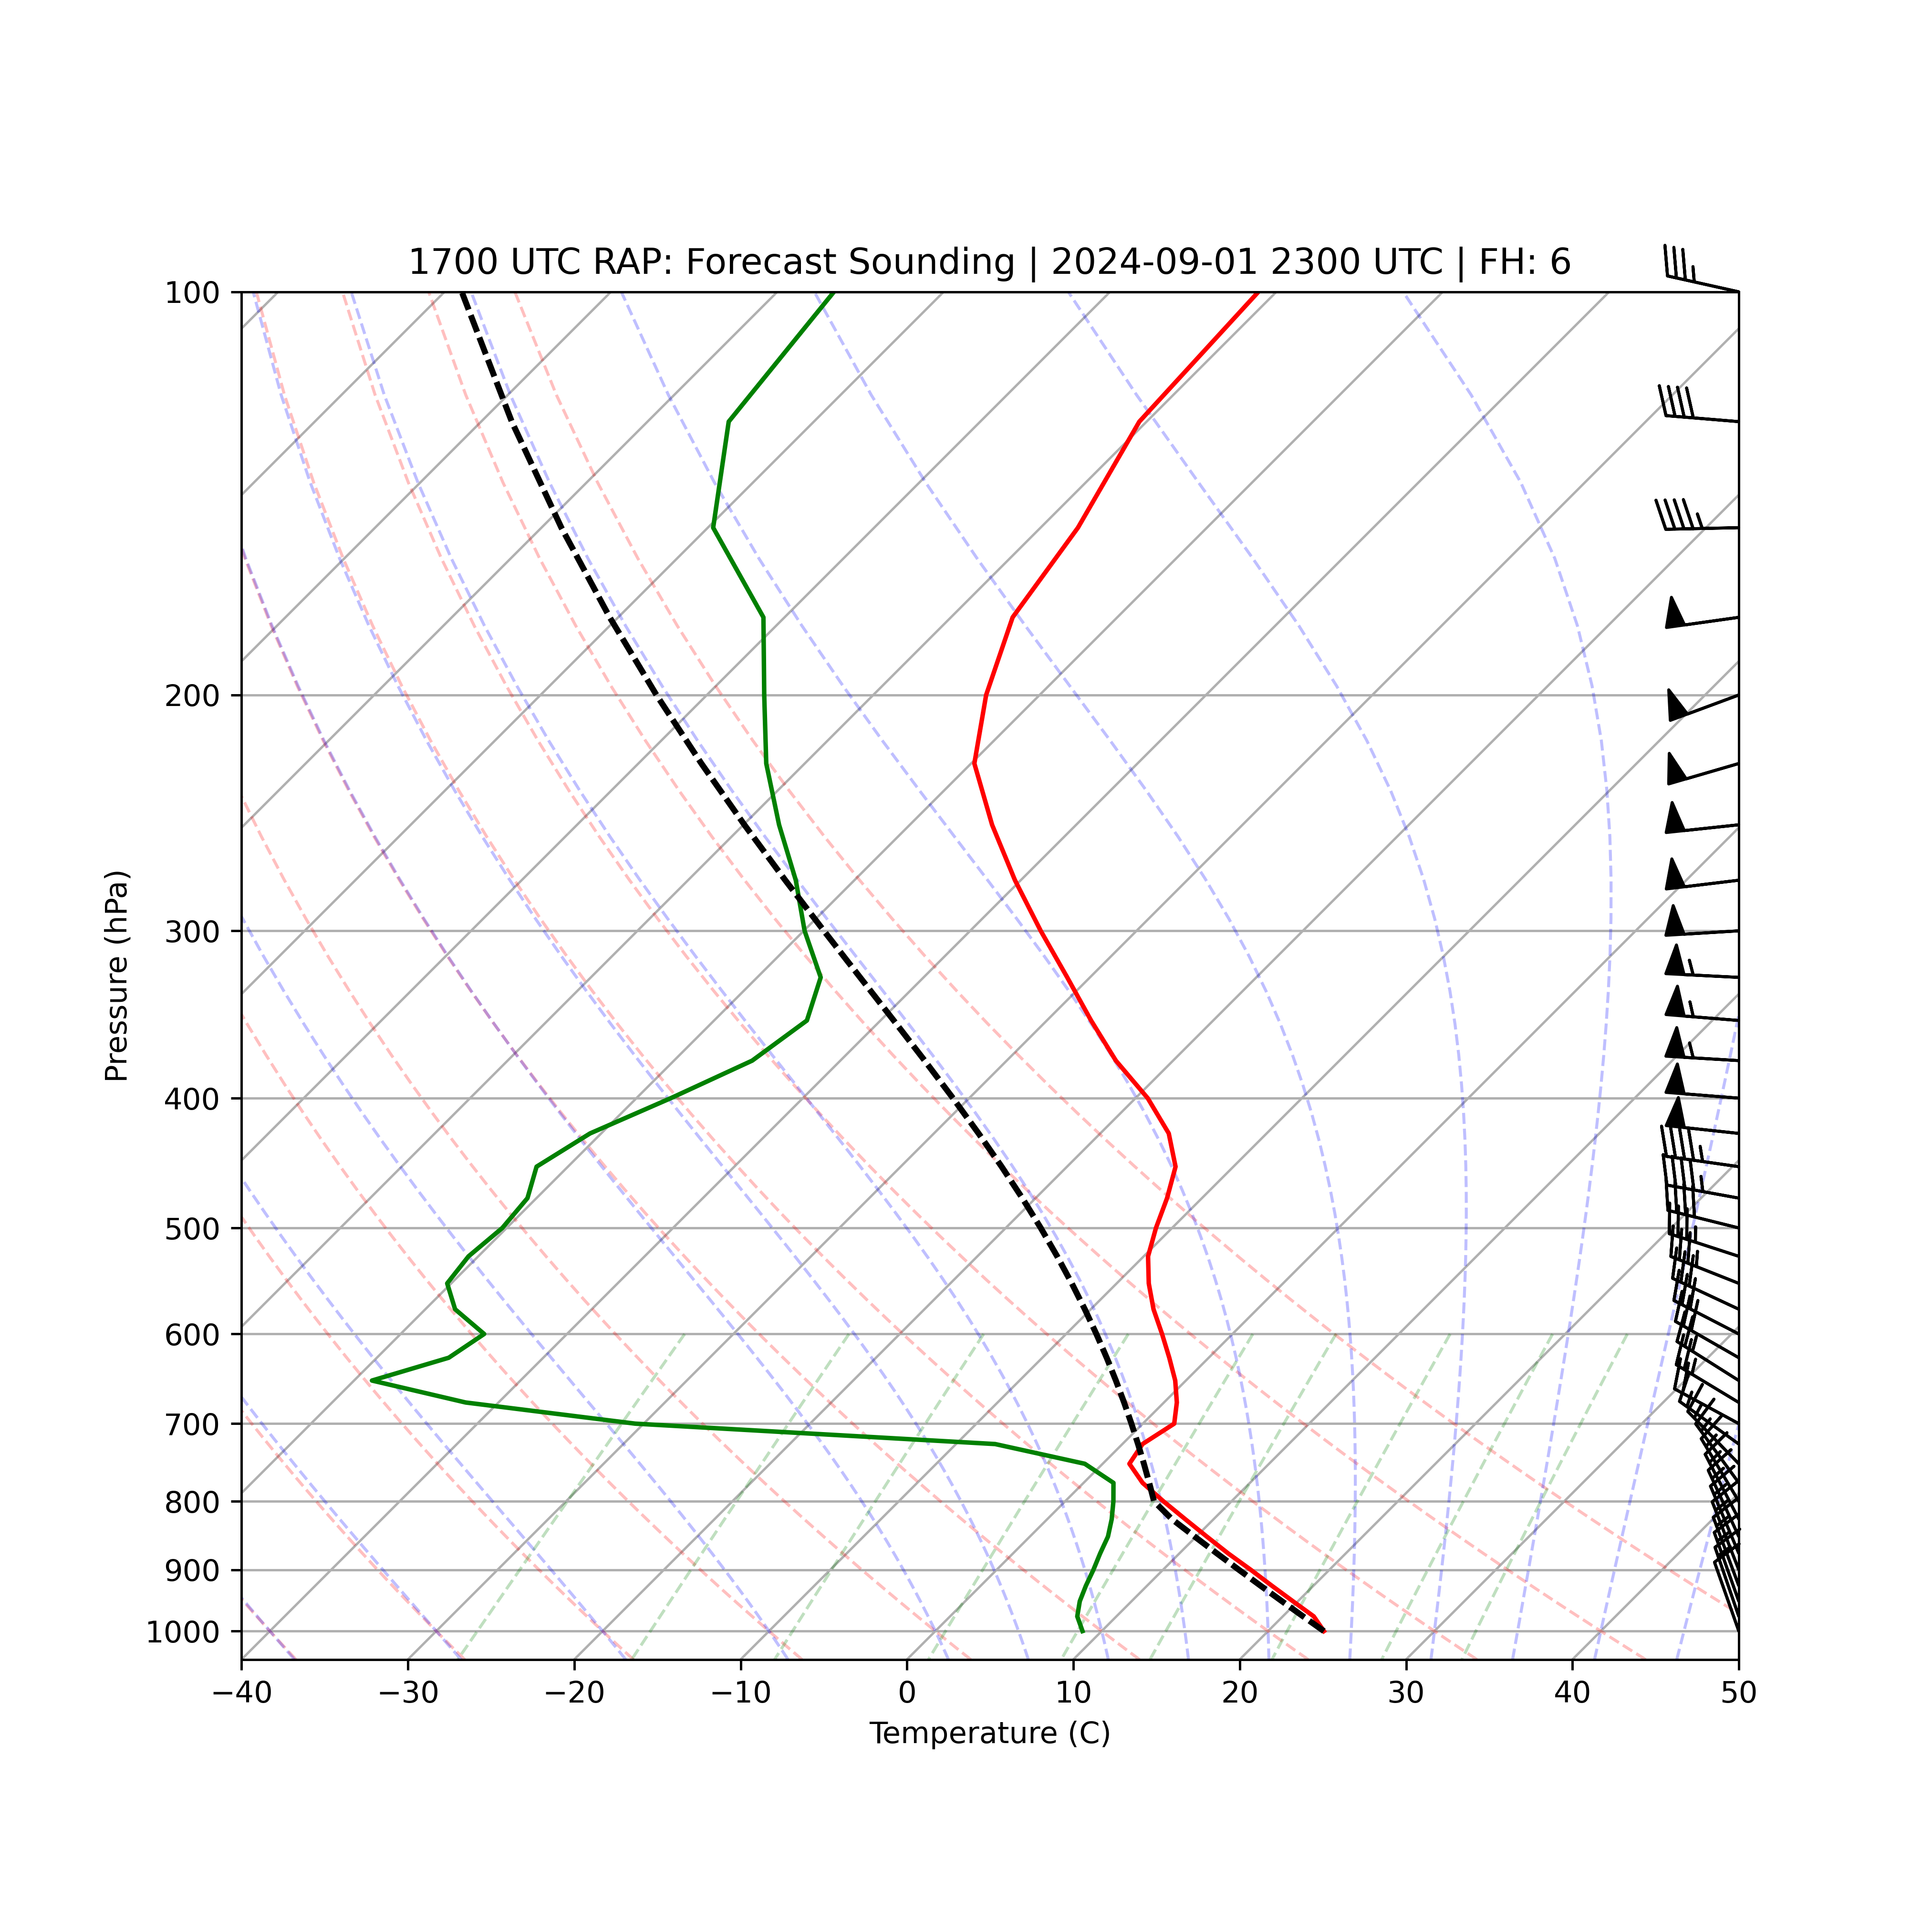 1700 UTC RAP: Forecast Sounding | 2024-09-01 2300 UTC | FH: 6
100
200
300
400
500
600
700
800
900
1000
Pressure (hPa)
−40 −30 −20 −10 0 10 20 30 40 50
Temperature (C)